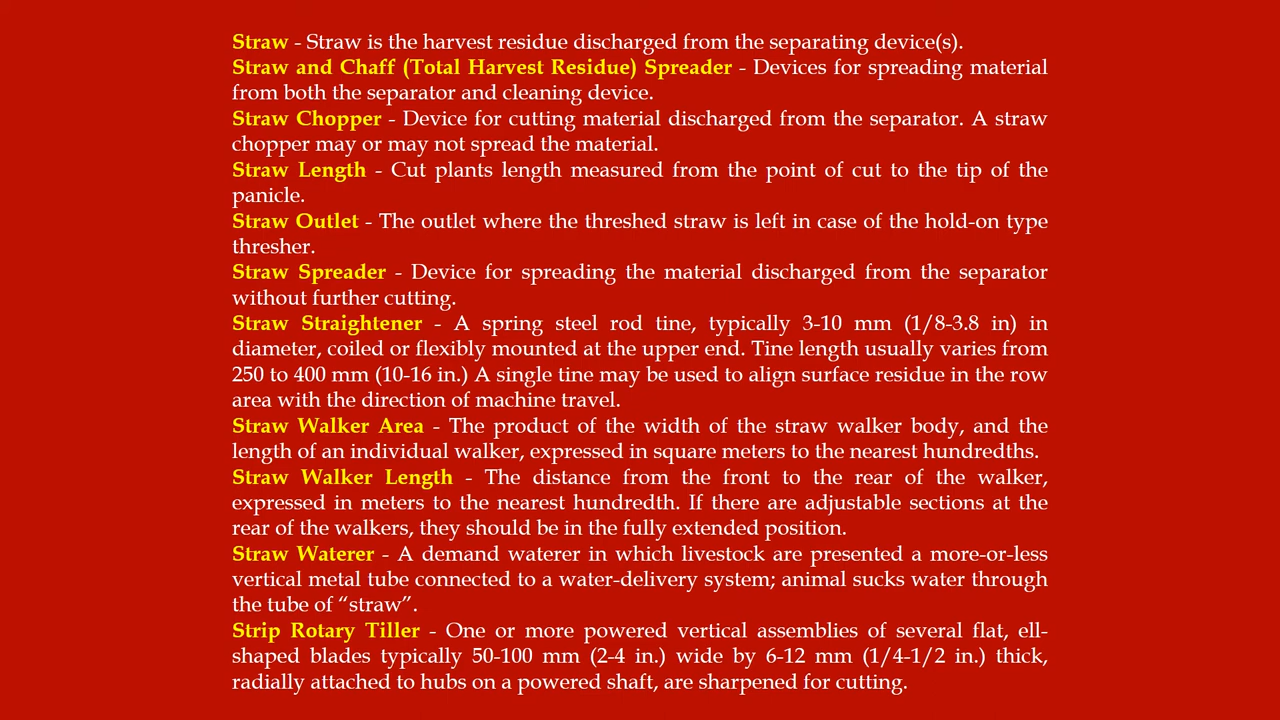 Straw - Straw is the harvest residue discharged from the separating device(s).
Straw and Chaff (Total Harvest Residue) Spreader - Devices for spreading material
from both the separator and cleaning device.
Straw Chopper - Device for cutting material discharged from the separator. A straw
chopper may or may not spread the material.
Straw Length - Cut plants length measured from the point of cut to the tip of the
panicle.
Straw Outlet - The outlet where the threshed straw is left in case of the hold-on type
thresher.
Straw Spreader - Device for spreading the material discharged from the separator
without further cutting.
Straw Straightener - A spring steel rod tine, typically 3-10 mm (1/8-3.8 in) in
diameter, coiled or flexibly mounted at the upper end. Tine length usually varies from
250 to 400 mm (10-16 in.) A single tine may be used to align surface residue in the row
area with the direction of machine travel.
Straw Walker Area - The product of the width of the straw walker body, and the
length of an individual walker, expressed in square meters to the nearest hundredths.
Straw Walker Length - The distance from the front to the rear of the walker,
expressed in meters to the nearest hundredth. If there are adjustable sections at the
rear of the walkers, they should be in the fully extended position.
Straw Waterer - A demand waterer in which livestock are presented a more-or-less
vertical metal tube connected to a water-delivery system; animal sucks water through
the tube of “straw”.
Strip Rotary Tiller - One or more powered vertical assemblies of several flat, ell-
shaped blades typically 50-100 mm (2-4 in.) wide by 6-12 mm (1/4-1/2 in.) thick,
radially attached to hubs on a powered shaft, are sharpened for cutting.